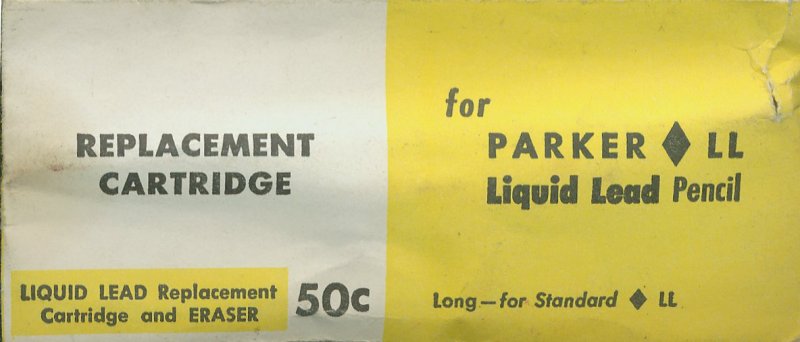 REPLACEMENT
CARTRIDGE
LIQUID LEAD Replacement
Cartridge and ERASER
50c
for
PARKER ♦ LL
Liquid Lead Pencil
Long—for Standard ♦ LL